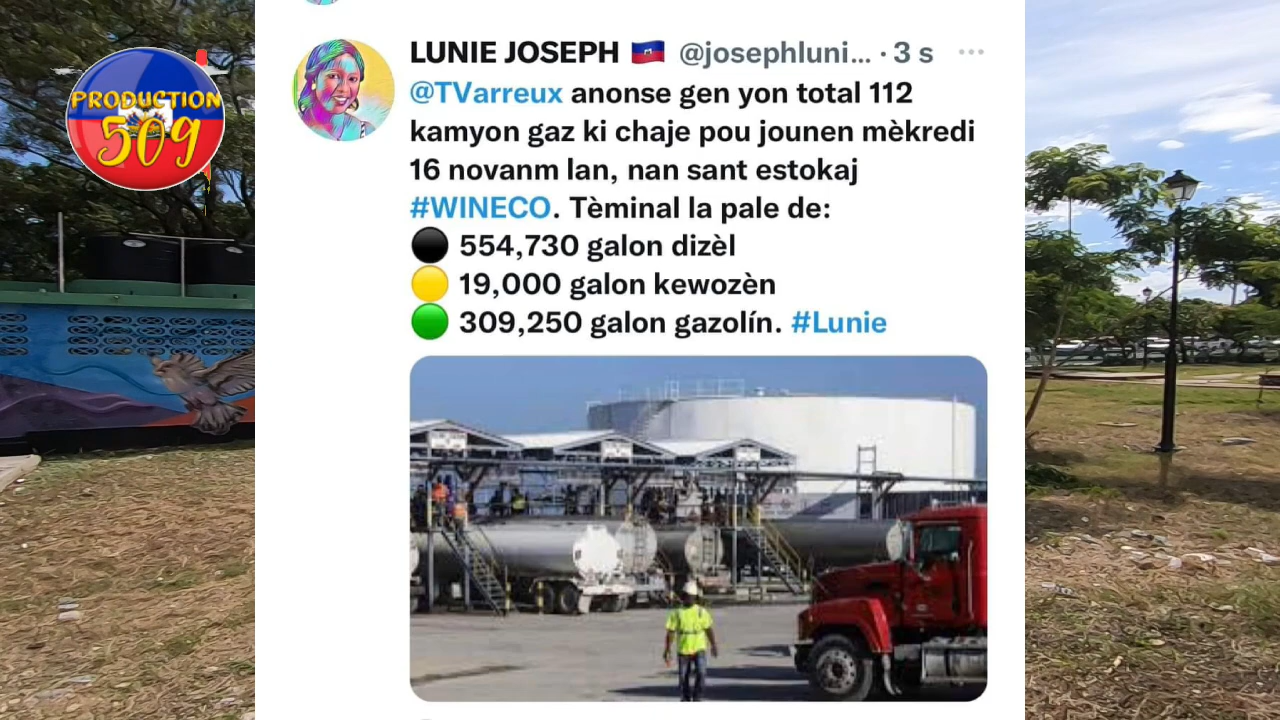 PRODUCTION
509
LUNIE JOSEPH 🇭🇹 @josephluni... · 3 s
@TVarreux anonse gen yon total 112
kamyon gaz ki chaje pou jounen mèkredi
16 novanm lan, nan sant estokaj
#WINECO. Tèminal la pale de:
⚫ 554,730 galon dizèl
🟡 19,000 galon kewozèn
🟢 309,250 galon gazolín. #Lunie